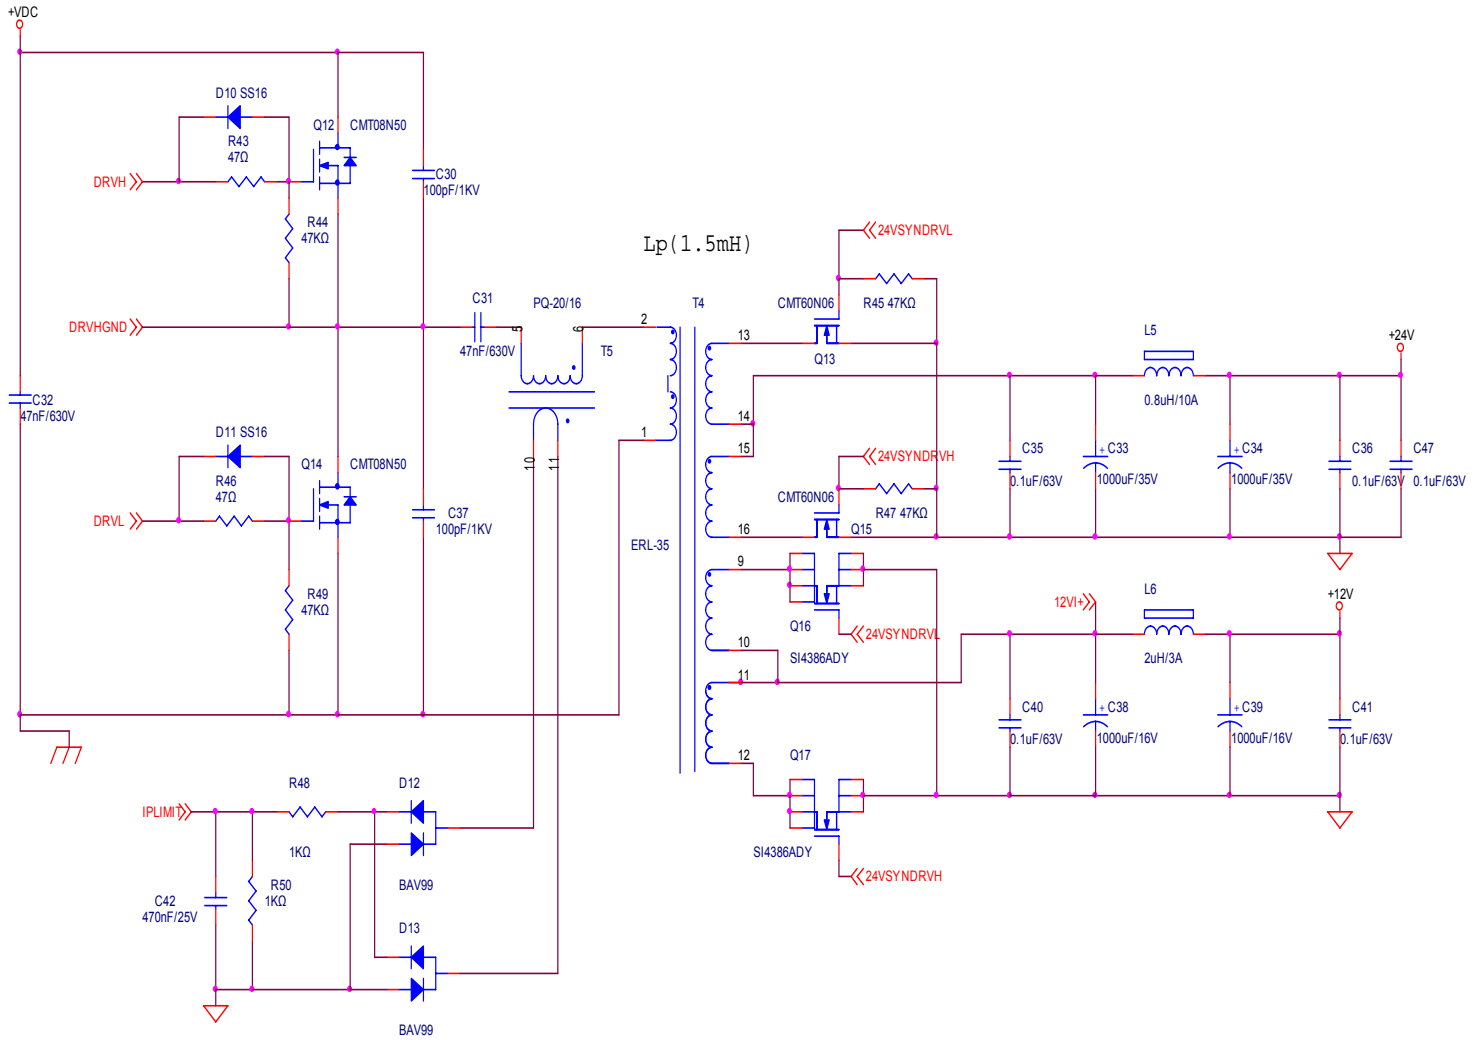 +VDC
D10 SS16
Q12
CMT08N50
R43
47Ω
DRVH
C30
100pF/1KV
R44
47KΩ
24VSYNDRVL
Lp(1.5mH)
C31
PQ-20/16
T4
CMT60N06
R45 47KΩ
DRVHGND
5
6
2
13
L5
+24V
47nF/630V
T5
Q13
C32
47nF/630V
0.8uH/10A
14
D11 SS16
1
15
C35
C33
C34
C36
C47
Q14
CMT08N50
10
11
24VSYNDRVH
R46
47Ω
0.1uF/63V
1000uF/35V
1000uF/35V
0.1uF/63V
0.1uF/63V
CMT60N06
DRVL
C37
100pF/1KV
R47 47KΩ
16
Q15
ERL-35
9
R49
47KΩ
L6
+12V
12VI+
Q16
24VSYNDRVL
10
SI4386ADY
2uH/3A
11
C40
C38
C39
C41
0.1uF/63V
1000uF/16V
1000uF/16V
0.1uF/63V
12
Q17
R48
D12
IPLIMIT
1KΩ
SI4386ADY
24VSYNDRVH
R50
1KΩ
BAV99
C42
470nF/25V
D13
BAV99